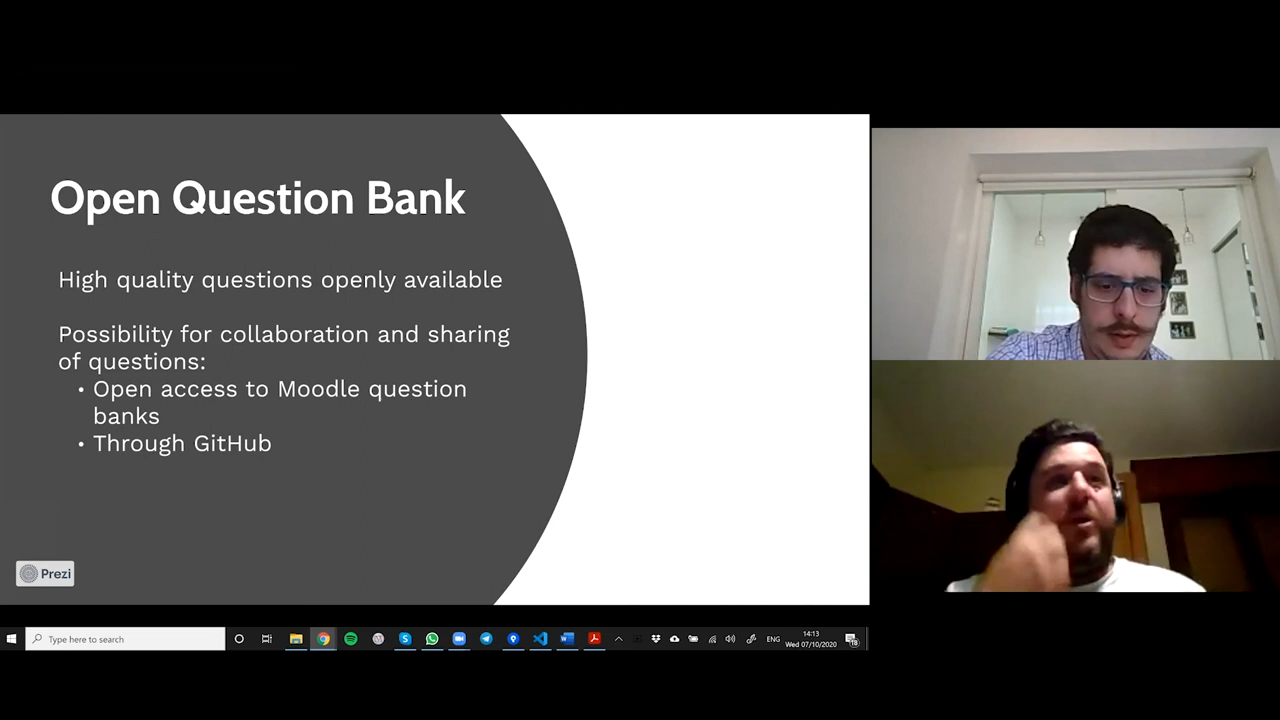 Open Question Bank
High quality questions openly available
Possibility for collaboration and sharing
of questions:
• Open access to Moodle question
banks
• Through GitHub
Prezi
Type here to search
ENG
14:13
Wed 07/10/2020
18